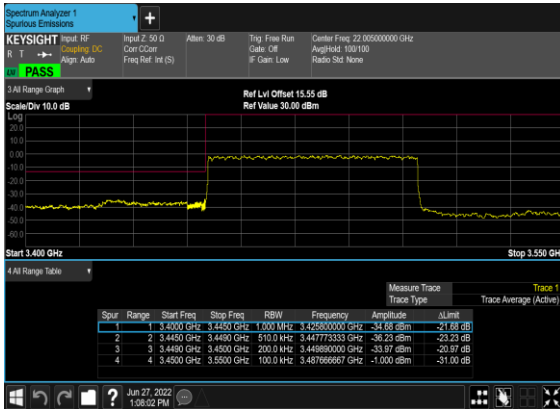 Spectrum Analyzer 1
Spurious Emissions
+
KEYSIGHT Input: RF Input Z: 50 Ω Atten: 30 dB Trig: Free Run Center Freq: 22.005000000 GHz
R T Coupling: DC Corr CCorr Gate: Off Avg|Hold: 100/100
Align: Auto Freq Ref: Int (S) IF Gain: Low Radio Std: None
PASS
3 All Range Graph
Ref Lvl Offset 15.55 dB
Scale/Div 10.0 dB Ref Value 30.00 dBm
Log
20.0
10.0
0.00
-10.0
-20.0
-30.0
-40.0
-50.0
-60.0
Start 3.400 GHz Stop 3.550 GH
4 All Range Table
Measure Trace Trace 1
Trace Type Trace Average (Active)
Spur Range Start Freq Stop Freq RBW Frequency Amplitude ΔLimit
1 1 3.4000 GHz 3.4450 GHz 1.000 MHz 3.425800000 GHz -34.68 dBm -21.68 dB
2 2 3.4450 GHz 3.4490 GHz 510.0 kHz 3.447773333 GHz -36.23 dBm -23.23 dB
3 3 3.4490 GHz 3.4500 GHz 200.0 kHz 3.449890000 GHz -33.97 dBm -20.97 dB
4 4 3.4500 GHz 3.5500 GHz 100.0 kHz 3.487666667 GHz -1.000 dBm -31.00 dB
?
Jun 27, 2022
1:08:02 PM